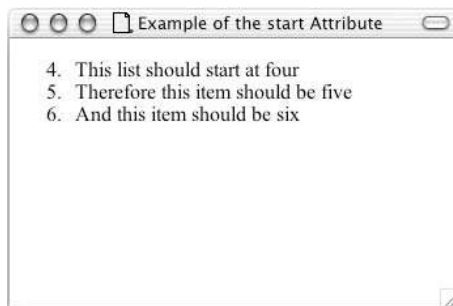 Example of the start Attribute
4. This list should start at four
5. Therefore this item should be five
6. And this item should be six